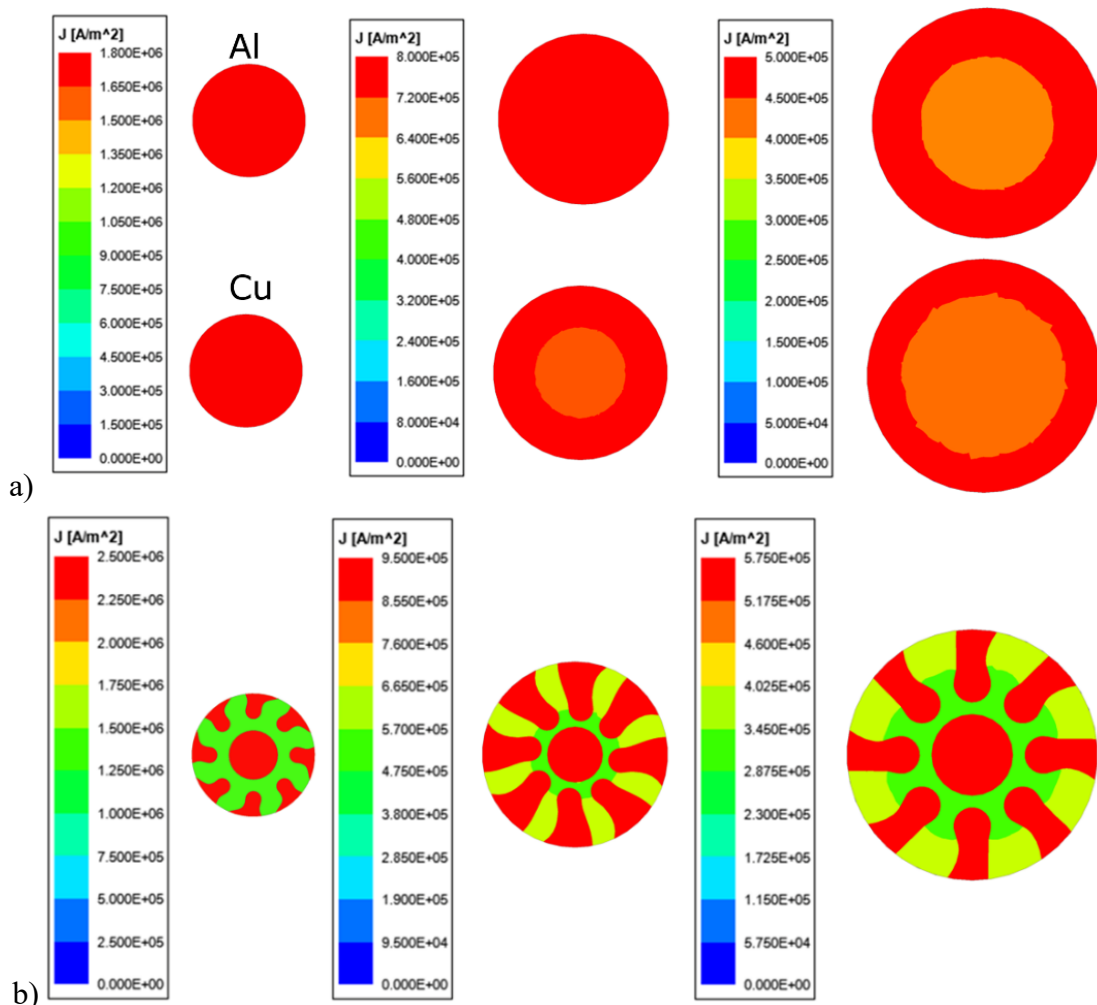 J [A/m^2]
1.800E+06
1.650E+06
1.500E+06
1.350E+06
1.200E+06
1.050E+06
9.000E+05
7.500E+05
6.000E+05
4.500E+05
3.000E+05
1.500E+05
0.000E+00
Al
Cu
J [A/m^2]
8.000E+05
7.200E+05
6.400E+05
5.600E+05
4.800E+05
4.000E+05
3.200E+05
2.400E+05
1.600E+05
8.000E+04
0.000E+00
J [A/m^2]
5.000E+05
4.500E+05
4.000E+05
3.500E+05
3.000E+05
2.500E+05
2.000E+05
1.500E+05
1.000E+05
5.000E+04
0.000E+00
a)
J [A/m^2]
2.500E+06
2.250E+06
2.000E+06
1.750E+06
1.500E+06
1.250E+06
1.000E+06
7.500E+05
5.000E+05
2.500E+05
0.000E+00
J [A/m^2]
9.500E+05
8.550E+05
7.600E+05
6.650E+05
5.700E+05
4.750E+05
3.800E+05
2.850E+05
1.900E+05
9.500E+04
0.000E+00
J [A/m^2]
5.750E+05
5.175E+05
4.600E+05
4.025E+05
3.450E+05
2.875E+05
2.300E+05
1.725E+05
1.150E+05
5.750E+04
0.000E+00
b)